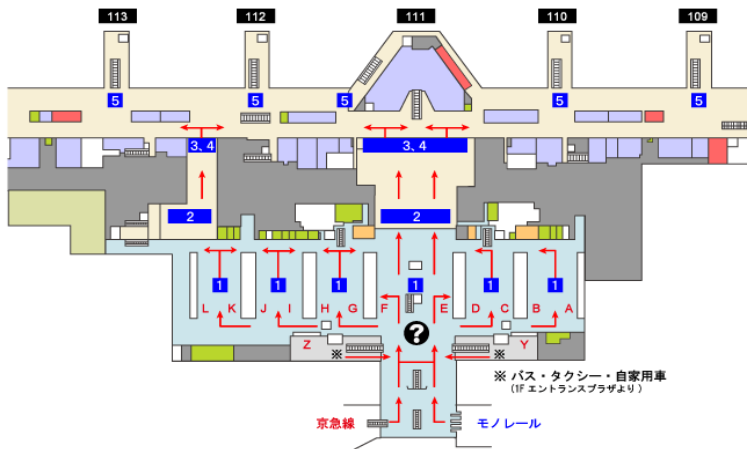 113 112 111 110 109
5 5 5 5 5
3、4 3、4
2 2
1 1 1 1 1 1
L K J I H G F E D C B A
?
Z ※ ※ Y
※ バス・タクシー・自家用車
(1F エントランスプラザより)
京急線 モノレール